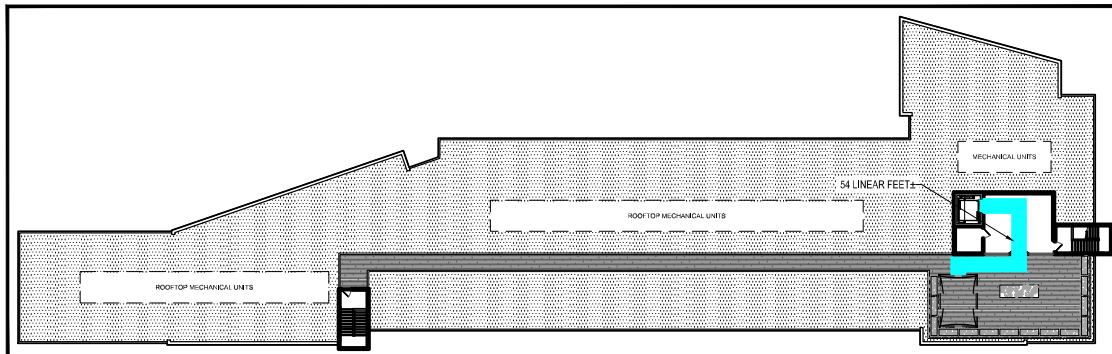 MECHANICAL UNITS
54 LINEAR FEET±
ROOFTOP MECHANICAL UNITS
ROOFTOP MECHANICAL UNITS